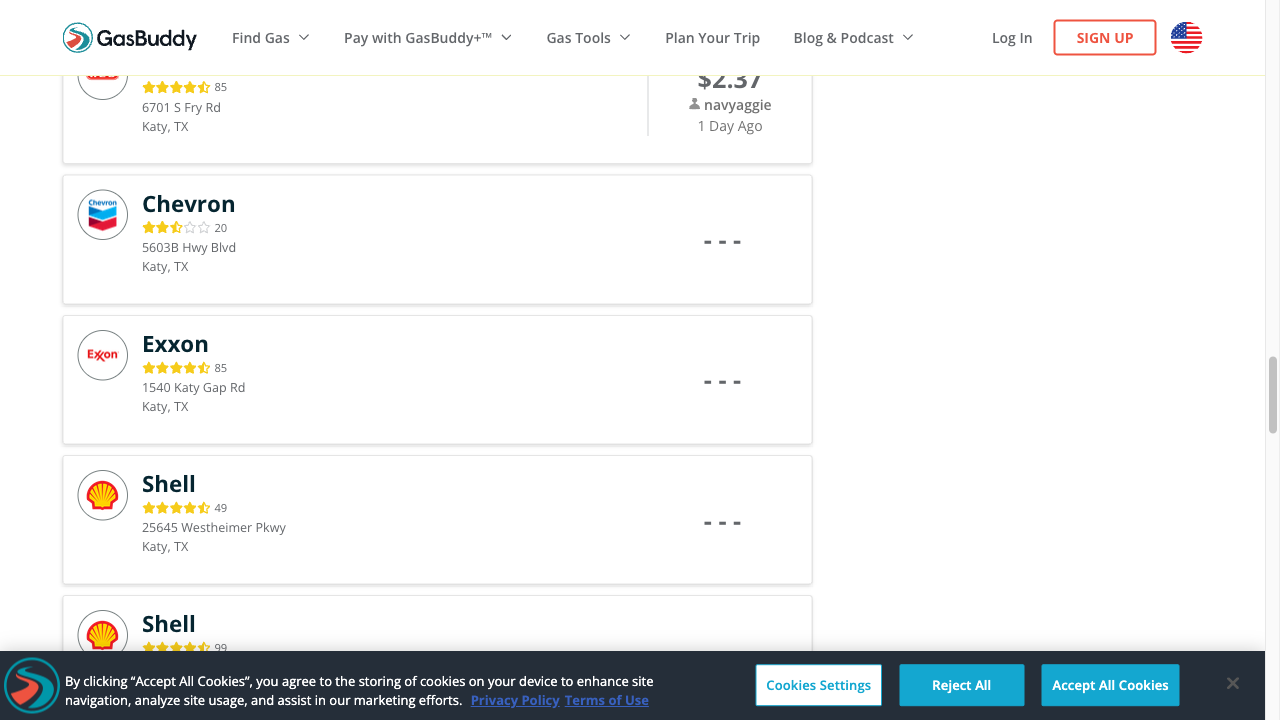 GasBuddy
Find Gas
Pay with GasBuddy+™
Gas Tools
Plan Your Trip
Blog & Podcast
Log In
SIGN UP
85
6701 S Fry Rd
Katy, TX
$2.37
navyaggie
1 Day Ago
Chevron
Chevron
20
5603B Hwy Blvd
Katy, TX
- - -
Exxon
Exxon
85
1540 Katy Gap Rd
Katy, TX
- - -
Shell
49
25645 Westheimer Pkwy
Katy, TX
- - -
Shell
99
By clicking “Accept All Cookies”, you agree to the storing of cookies on your device to enhance site
navigation, analyze site usage, and assist in our marketing efforts. Privacy Policy Terms of Use
Cookies Settings
Reject All
Accept All Cookies